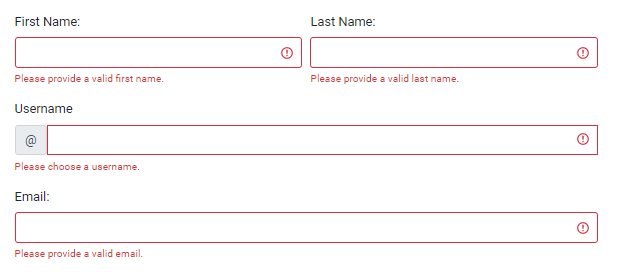 First Name: Last Name:
Please provide a valid first name. Please provide a valid last name.
Username
@
Please choose a username.
Email:
Please provide a valid email.